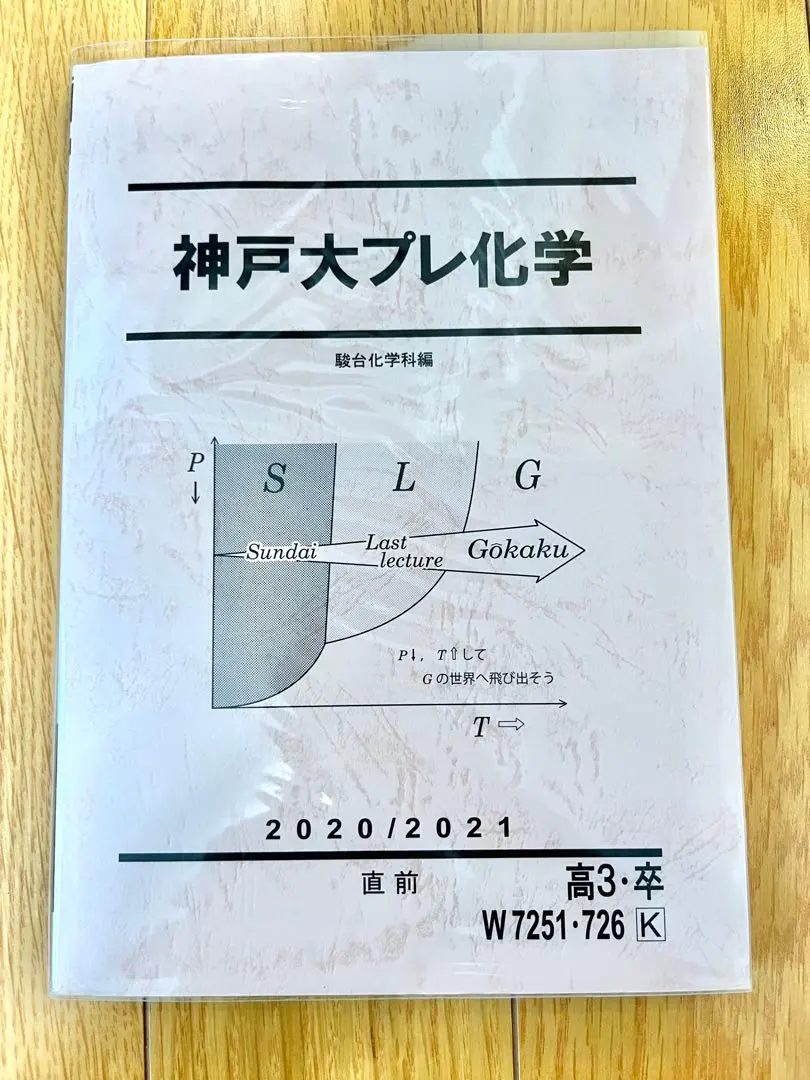 神戸大プレ化学
駿台化学科編
P
↓
S
L
G
Sundai
Last
lecture
Gôkaku
P↓, T⇧して
Gの世界へ飛び出そう
T ⇨
2020/2021
直前
高3・卒
W7251・726 K